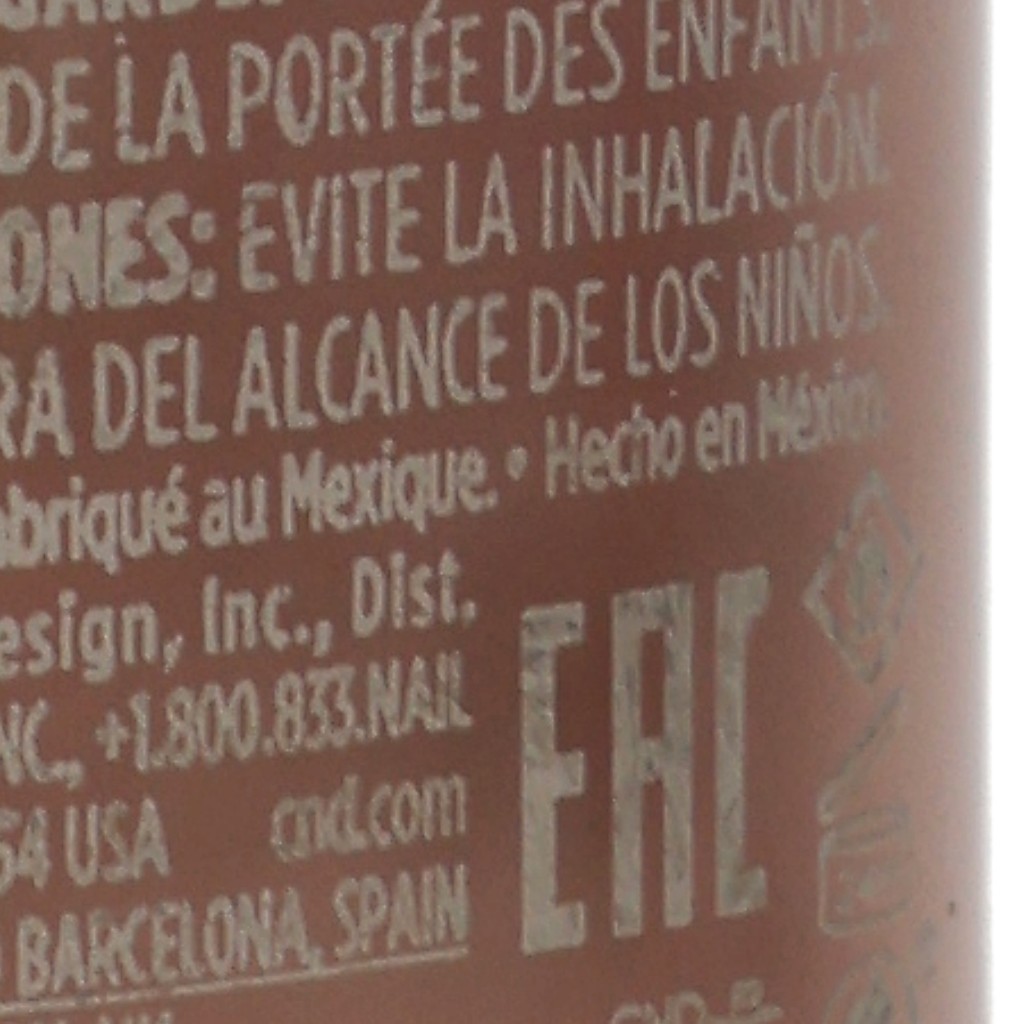 DE LA PORTÉE DES ENFANTS.
ONES: EVITE LA INHALACIÓN.
RA DEL ALCANCE DE LOS NIÑOS.
abriqué au Mexique. • Hecho en México.
esign, Inc., Dist.
NC, +1.800.833.NAIL
54 USA cnd.com
BARCELONA, SPAIN
EAC